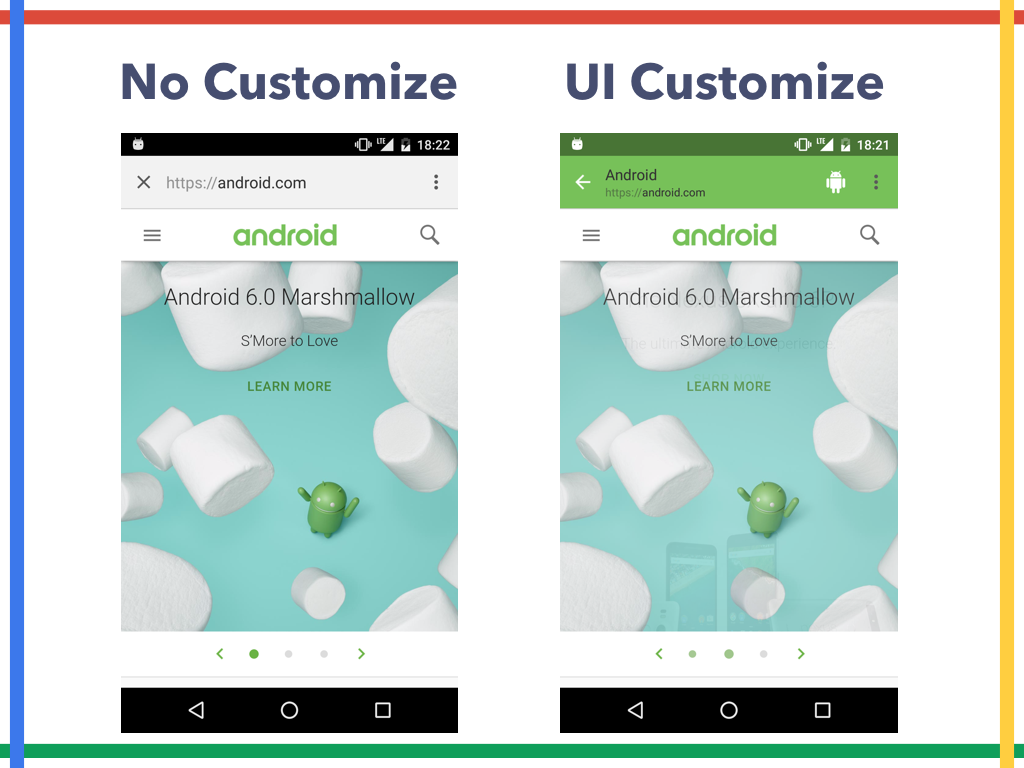 No Customize
UI Customize
LTE
18:22
https://android.com
android
Android 6.0 Marshmallow
S'More to Love
LEARN MORE
LTE
18:21
Android
https://android.com
android
Android 6.0 Marshmallow
S'More to Love
LEARN MORE